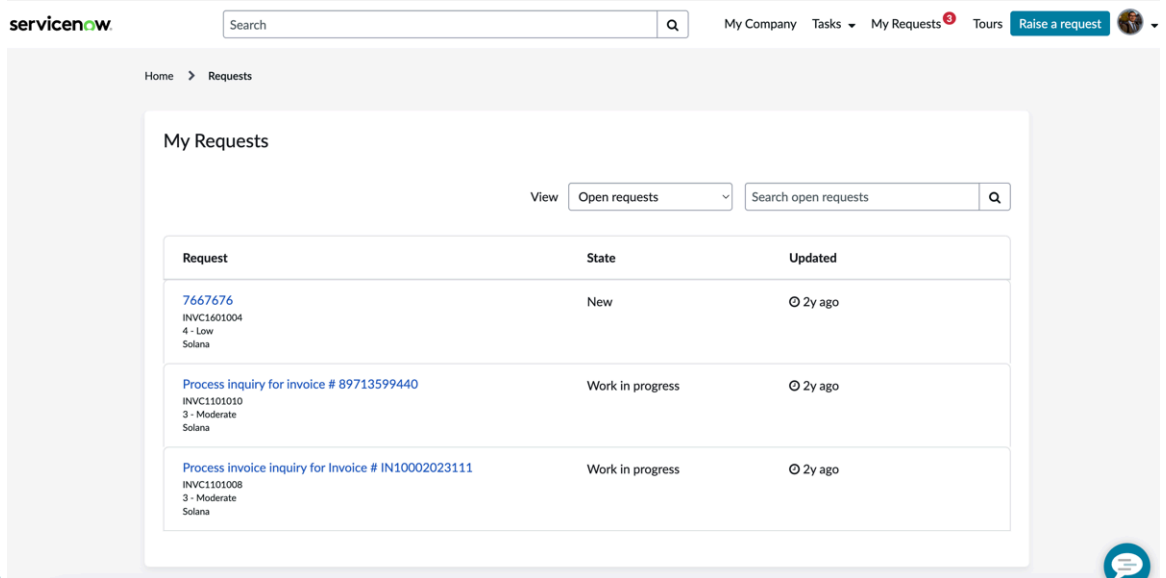 servicenow.
Search
My Company
Tasks
My Requests
3
Tours
Raise a request
Home
Requests
My Requests
View
Open requests
Search open requests
Request
State
Updated
7667676
New
2y ago
INVC1601004
4 - Low
Solana
Process inquiry for invoice # 89713599440
Work in progress
2y ago
INVC1101010
3 - Moderate
Solana
Process invoice inquiry for Invoice # IN10002023111
Work in progress
2y ago
INVC1101008
3 - Moderate
Solana